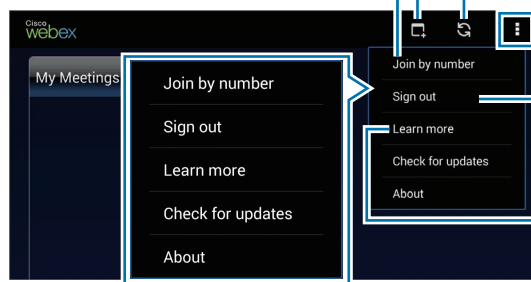 Cisco
webex
My Meetings
Join by number
Sign out
Learn more
Check for updates
About
Join by number
Sign out
Learn more
Check for updates
About